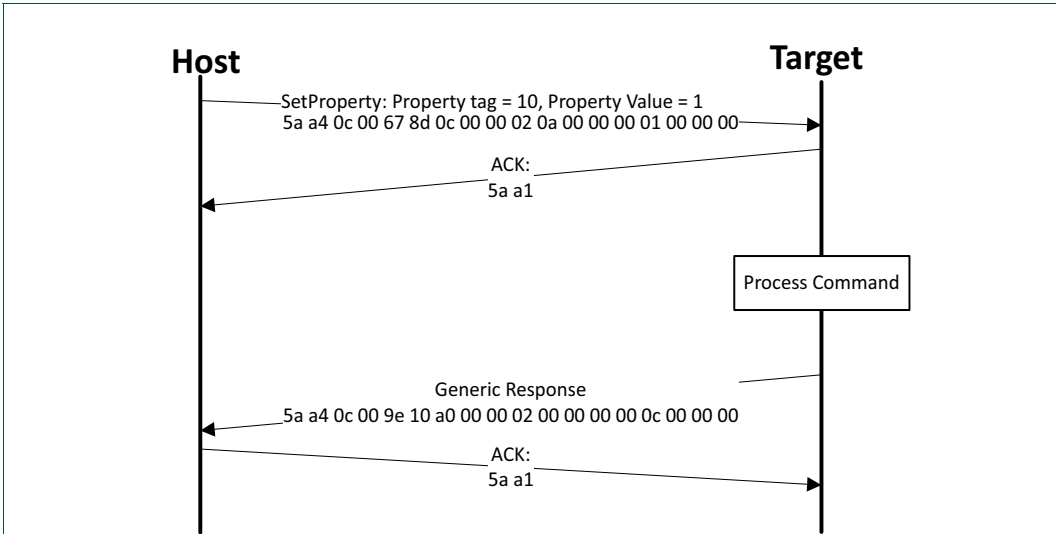 Host
Target
SetProperty: Property tag = 10, Property Value = 1
5a a4 0c 00 67 8d 0c 00 00 02 0a 00 00 00 01 00 00 00
ACK:
5a a1
Process Command
Generic Response
5a a4 0c 00 9e 10 a0 00 00 02 00 00 00 00 0c 00 00 00
ACK:
5a a1